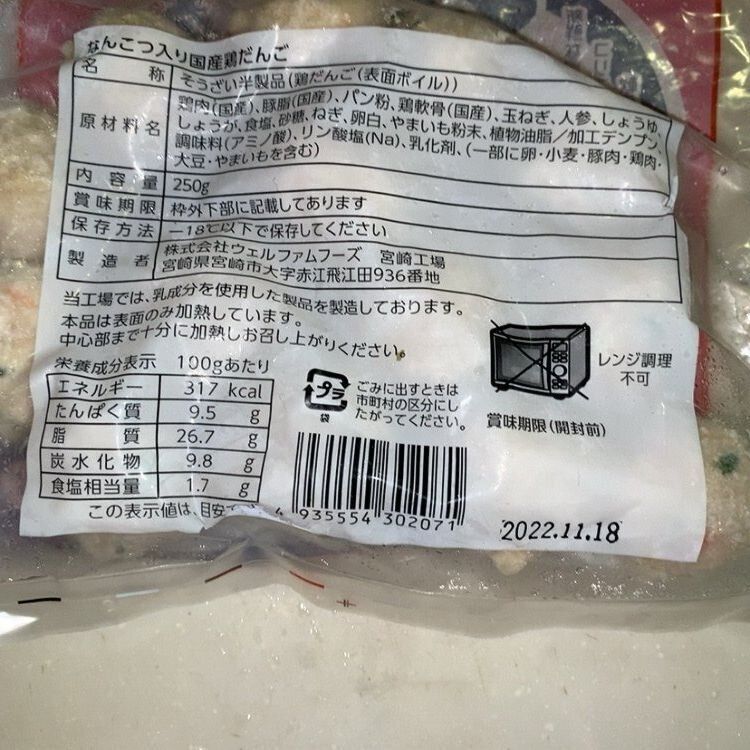 なんこつ入り国産鶏だんご
名称 そうざい半製品(鶏だんご(表面ボイル))
原材料名 鶏肉(国産)、豚脂(国産)、パン粉、鶏軟骨(国産)、玉ねぎ、人参、しょうゆ、
しょうが、食塩、砂糖、ねぎ、卵白、やまいも粉末、植物油脂/加工デンプン、
調味料(アミノ酸)、リン酸塩(Na)、乳化剤、(一部に卵・小麦・豚肉・鶏肉・
大豆・やまいもを含む)
内容量 250g
賞味期限 枠外下部に記載してあります
保存方法 −18℃以下で保存してください
製造者 株式会社ウェルファムフーズ 宮崎工場
宮崎県宮崎市大字赤江飛江田936番地
当工場では、乳成分を使用した製品を製造しております。
本品は表面のみ加熱しています。
中心部まで十分に加熱しお召し上がりください。
栄養成分表示 100gあたり
エネルギー 317 kcal
たんぱく質 9.5 g
脂質 26.7 g
炭水化物 9.8 g
食塩相当量 1.7 g
この表示値は、目安で
プラ
袋
ごみに出すときは
市町村の区分にし
たがってください。
レンジ調理
不可
賞味期限(開封前)
4 935554 302071
2022.11.18